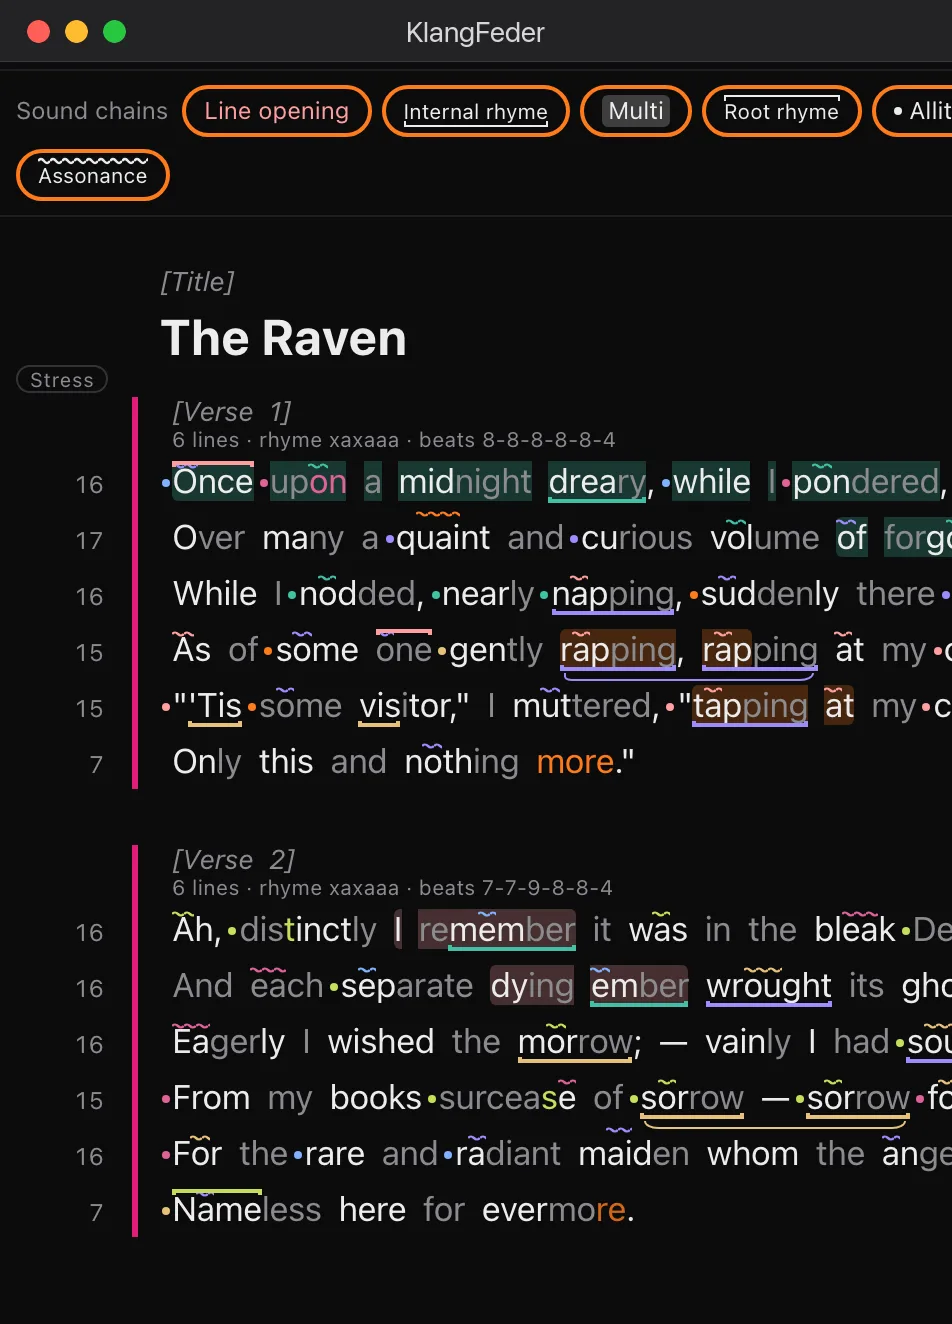 KlangFeder
Sound chains Line opening Internal rhyme Multi Root rhyme • Allit
Assonance
[Title]
The Raven
Stress
[Verse 1]
6 lines · rhyme xaxaaa · beats 8-8-8-8-8-4
16 •Once •upon a midnight dreary, •while I •pondered,
17 Over many a •quaint and •curious volume of forgo
16 While I •nodded, •nearly •napping, •suddenly there •
15 As of •some one •gently rapping, rapping at my •c
15 •"'Tis •some visitor," I muttered, •"tapping at my •c
7 Only this and nothing more."
[Verse 2]
6 lines · rhyme xaxaaa · beats 7-7-9-8-8-4
16 Ah, •distinctly I remember it was in the bleak •De
16 And each •separate dying ember wrought its gho
16 Eagerly I wished the morrow; — vainly I had •sou
15 •From my books •surcease of •sorrow — •sorrow •fo
16 •For the •rare and •radiant maiden whom the ange
7 •Nameless here for evermore.